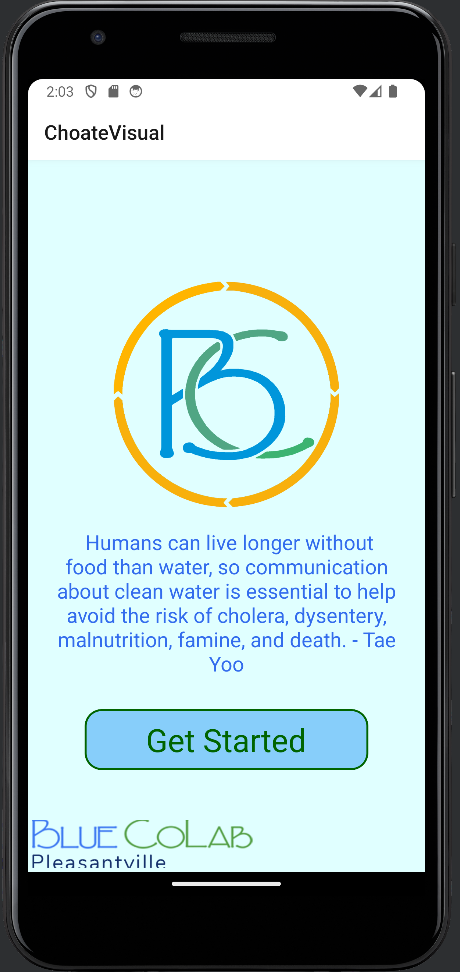 2:03
ChoateVisual
BC
Humans can live longer without
food than water, so communication
about clean water is essential to help
avoid the risk of cholera, dysentery,
malnutrition, famine, and death. - Tae
Yoo
Get Started
BLUE COLAB
Pleasantville